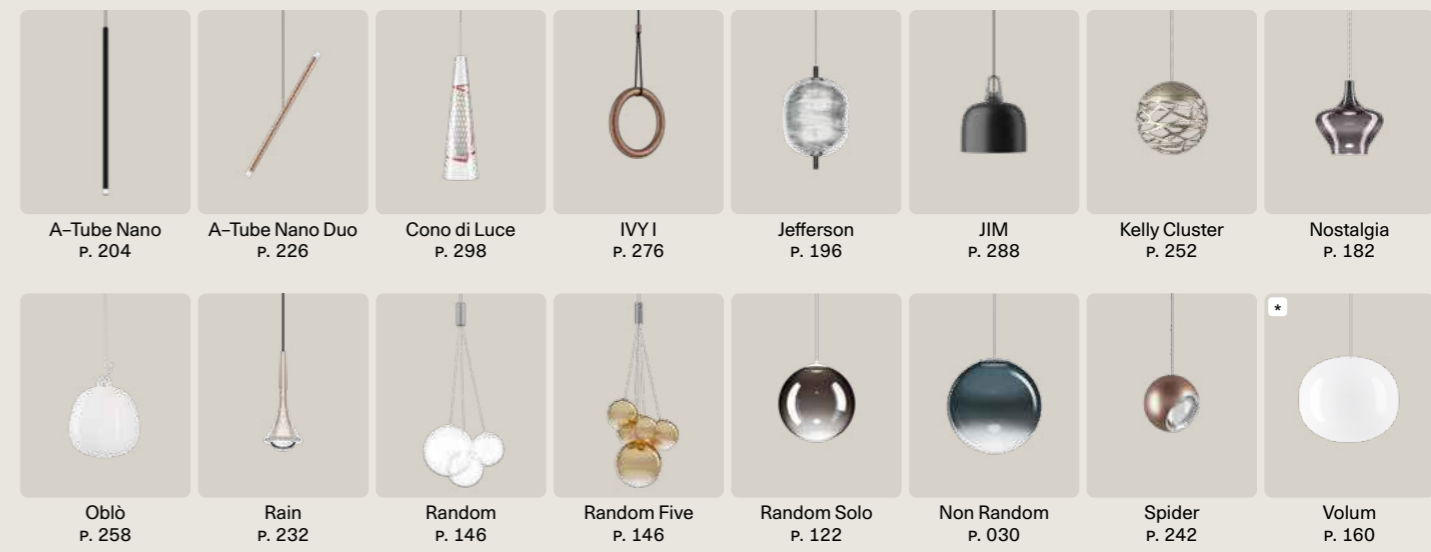 A–Tube Nano
P. 204
A–Tube Nano Duo
P. 226
Cono di Luce
P. 298
IVY I
P. 276
Jefferson
P. 196
JIM
P. 288
Kelly Cluster
P. 252
Nostalgia
P. 182
*
Oblò
P. 258
Rain
P. 232
Random
P. 146
Random Five
P. 146
Random Solo
P. 122
Non Random
P. 030
Spider
P. 242
Volum
P. 160